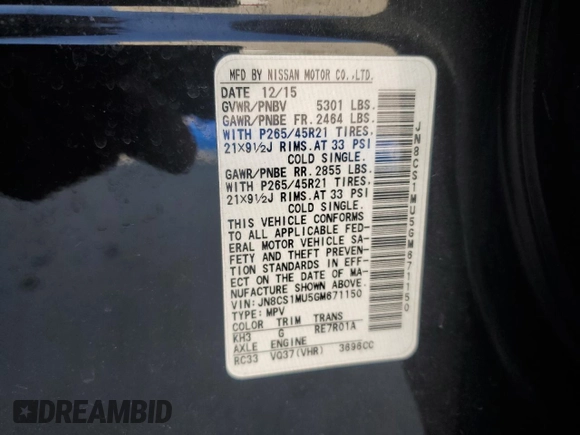 MFD BY NISSAN MOTOR CO.,LTD.
DATE 12/15
GVWR/PNBV 5301 LBS.
GAWR/PNBE FR. 2464 LBS.
WITH P265/45R21 TIRES.
21X9½J RIMS.AT 33 PSI
COLD SINGLE.
GAWR/PNBE RR. 2855 LBS.
WITH P265/45R21 TIRES.
21X9½J RIMS.AT 33 PSI
COLD SINGLE.
THIS VEHICLE CONFORMS
TO ALL APPLICABLE FED-
ERAL MOTOR VEHICLE SA-
FETY AND THEFT PREVEN-
TION STANDARDS IN EFF-
ECT ON THE DATE OF MA-
NUFACTURE SHOWN ABOVE.
VIN: JN8CS1MU5GM671150
TYPE: MPV
COLOR TRIM TRANS
KH3 G RE7R01A
AXLE ENGINE
RC33 VQ37(VHR) 3696CC
JN8CS1MU5GM671150
DREAMBID